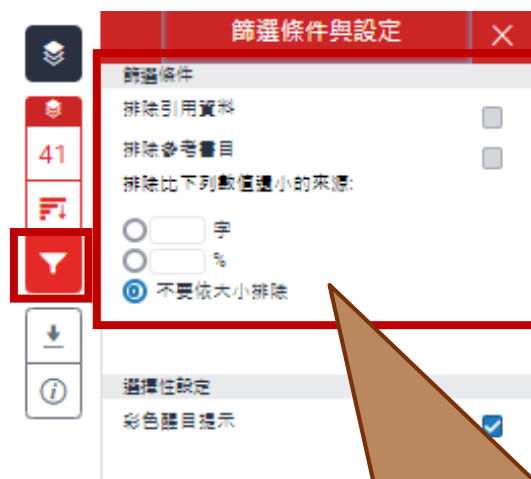 篩選條件與設定
篩選條件
排除引用資料
41
排除參考書目
排除比下列數值還小的來源:
字
%
不要依大小排除
選擇性設定
彩色醒目提示